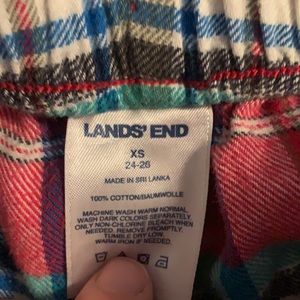 LANDS' END
XS
24-26
MADE IN SRI LANKA
100% COTTON/BAUMWOLLE
MACHINE WASH WARM NORMAL.
WASH DARK COLORS SEPARATELY.
ONLY NON-CHLORINE BLEACH WHEN
NEEDED. REMOVE PROMPTLY.
TUMBLE DRY LOW.
WARM IRON IF NEEDED.